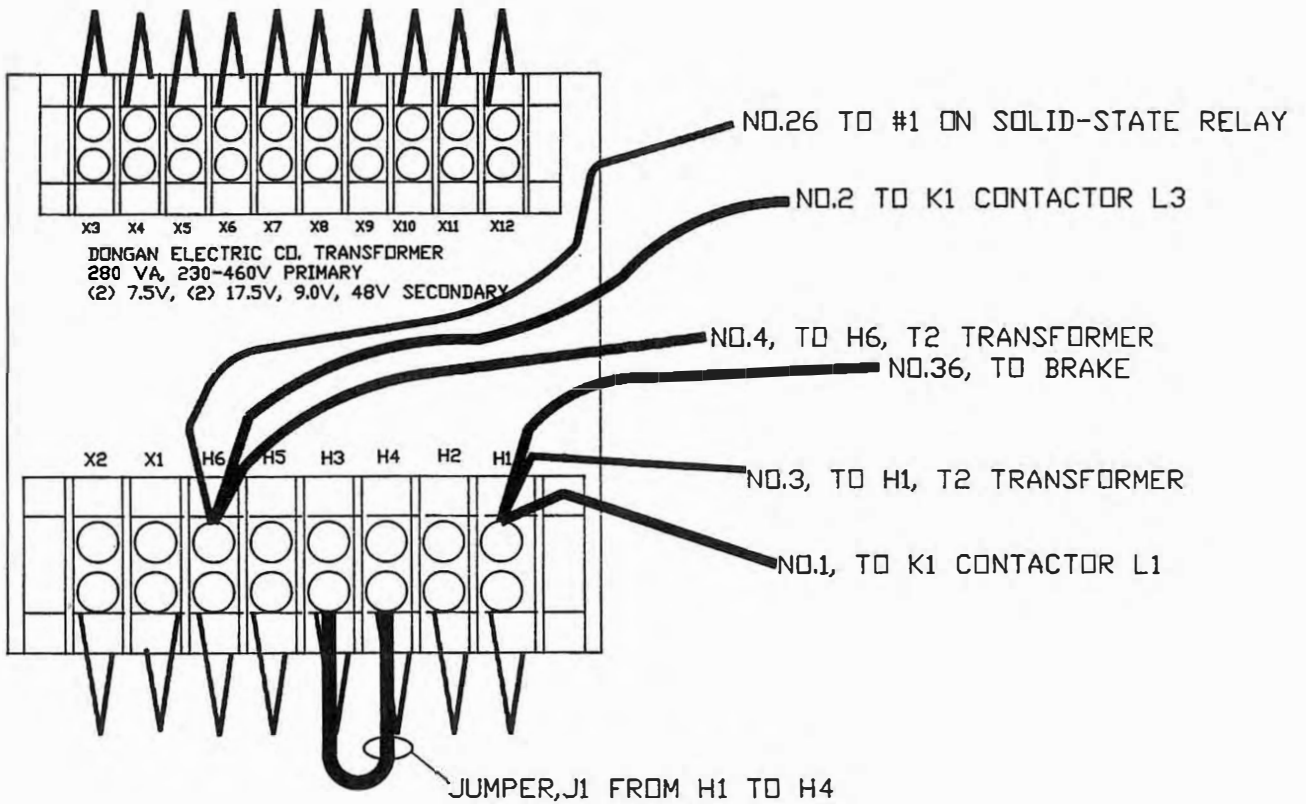 NO.26 TO #1 ON SOLID-STATE RELAY
NO.2 TO K1 CONTACTOR L3
X3 X4 X5 X6 X7 X8 X9 X10 X11 X12
DONGAN ELECTRIC CO. TRANSFORMER
280 VA, 230-460V PRIMARY
(2) 7.5V, (2) 17.5V, 9.0V, 48V SECONDARY
NO.4, TO H6, T2 TRANSFORMER
NO.36, TO BRAKE
X2 X1 H6 H5 H3 H4 H2 H1
NO.3, TO H1, T2 TRANSFORMER
NO.1, TO K1 CONTACTOR L1
JUMPER,J1 FROM H1 TO H4